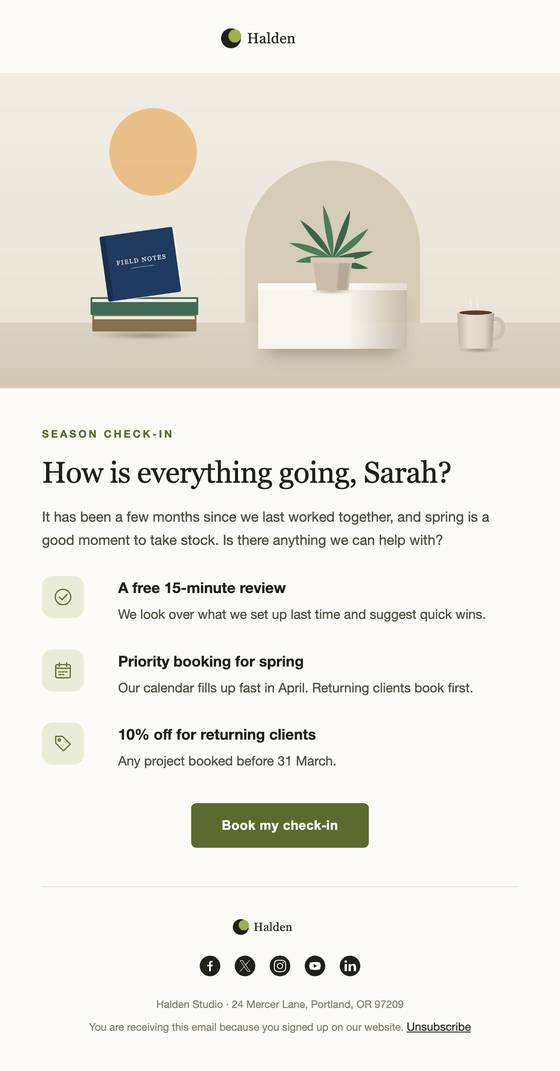 Halden
FIELD NOTES
SEASON CHECK-IN
How is everything going, Sarah?
It has been a few months since we last worked together, and spring is a
good moment to take stock. Is there anything we can help with?
A free 15-minute review
We look over what we set up last time and suggest quick wins.
Priority booking for spring
Our calendar fills up fast in April. Returning clients book first.
10% off for returning clients
Any project booked before 31 March.
Book my check-in
Halden
Halden Studio · 24 Mercer Lane, Portland, OR 97209
You are receiving this email because you signed up on our website. Unsubscribe